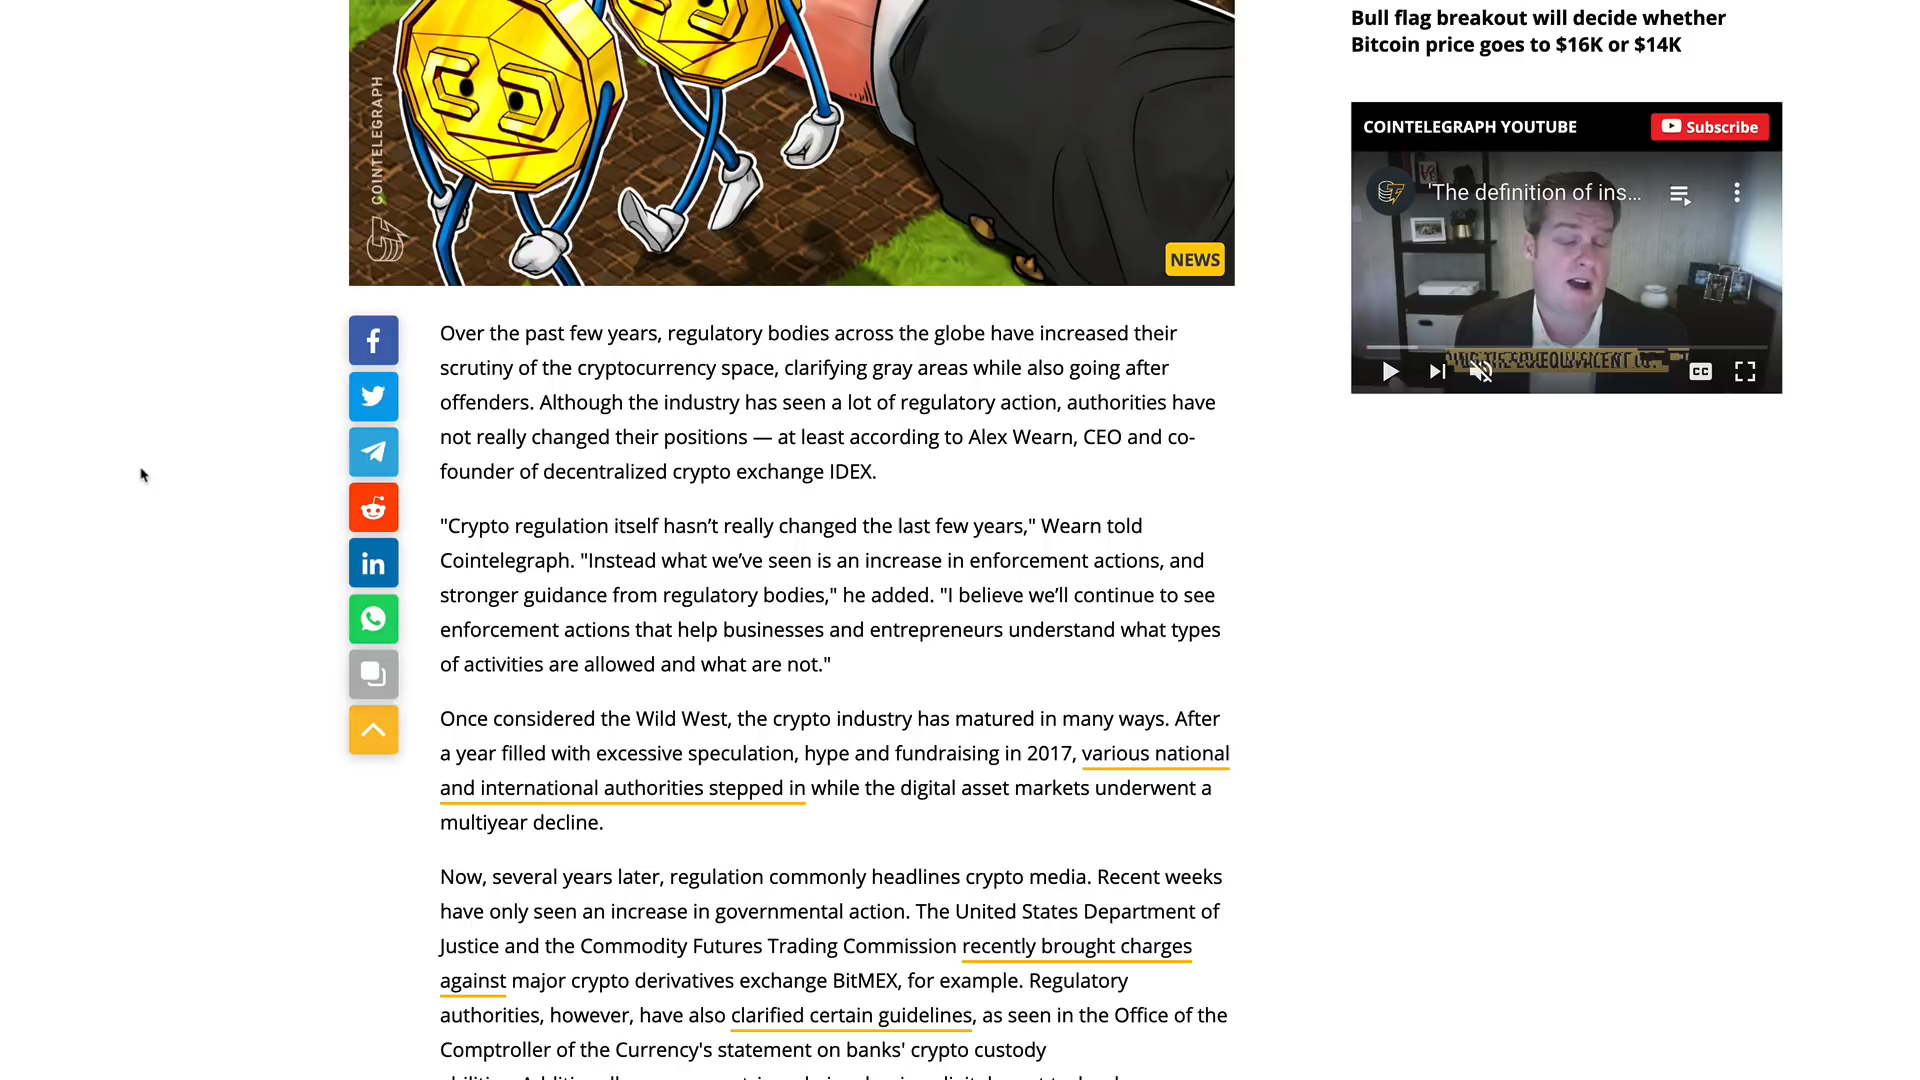 COINTELEGRAPH
NEWS
Over the past few years, regulatory bodies across the globe have increased their
scrutiny of the cryptocurrency space, clarifying gray areas while also going after
offenders. Although the industry has seen a lot of regulatory action, authorities have
not really changed their positions — at least according to Alex Wearn, CEO and co-
founder of decentralized crypto exchange IDEX.
"Crypto regulation itself hasn’t really changed the last few years," Wearn told
Cointelegraph. "Instead what we’ve seen is an increase in enforcement actions, and
stronger guidance from regulatory bodies," he added. "I believe we’ll continue to see
enforcement actions that help businesses and entrepreneurs understand what types
of activities are allowed and what are not."
Once considered the Wild West, the crypto industry has matured in many ways. After
a year filled with excessive speculation, hype and fundraising in 2017, various national
and international authorities stepped in while the digital asset markets underwent a
multiyear decline.
Now, several years later, regulation commonly headlines crypto media. Recent weeks
have only seen an increase in governmental action. The United States Department of
Justice and the Commodity Futures Trading Commission recently brought charges
against major crypto derivatives exchange BitMEX, for example. Regulatory
authorities, however, have also clarified certain guidelines, as seen in the Office of the
Comptroller of the Currency's statement on banks' crypto custody
Bull flag breakout will decide whether
Bitcoin price goes to $16K or $14K
COINTELEGRAPH YOUTUBE
Subscribe
'The definition of ins...
CC